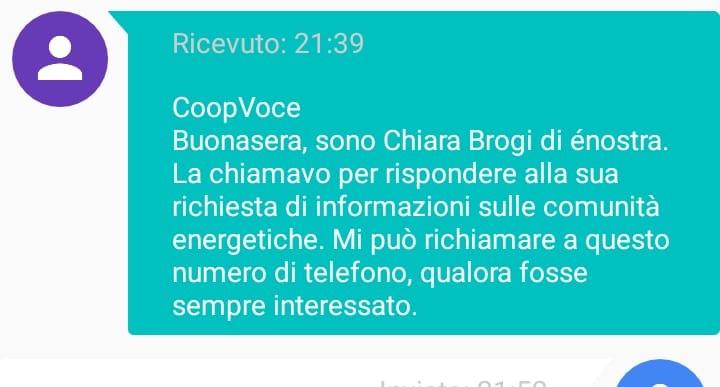 Ricevuto: 21:39
CoopVoce
Buonasera, sono Chiara Brogi di énostra.
La chiamavo per rispondere alla sua
richiesta di informazioni sulle comunità
energetiche. Mi può richiamare a questo
numero di telefono, qualora fosse
sempre interessato.